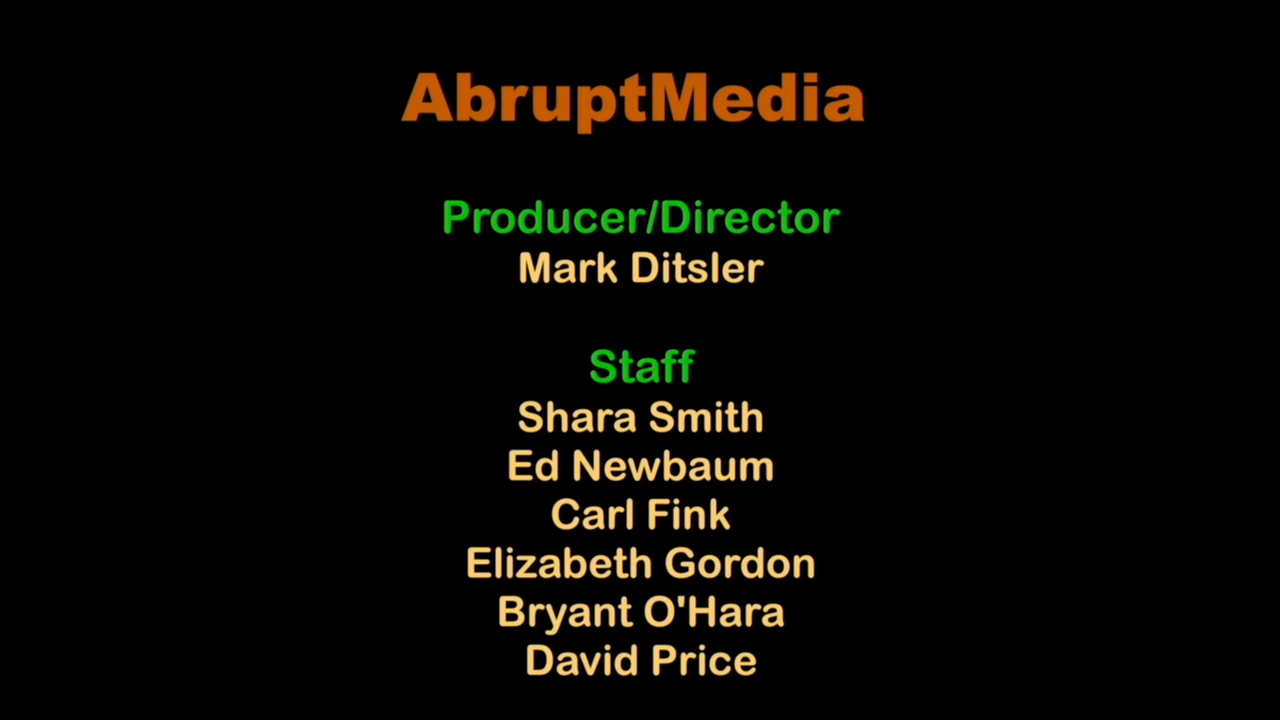 AbruptMedia
Producer/Director
Mark Ditsler
Staff
Shara Smith
Ed Newbaum
Carl Fink
Elizabeth Gordon
Bryant O'Hara
David Price